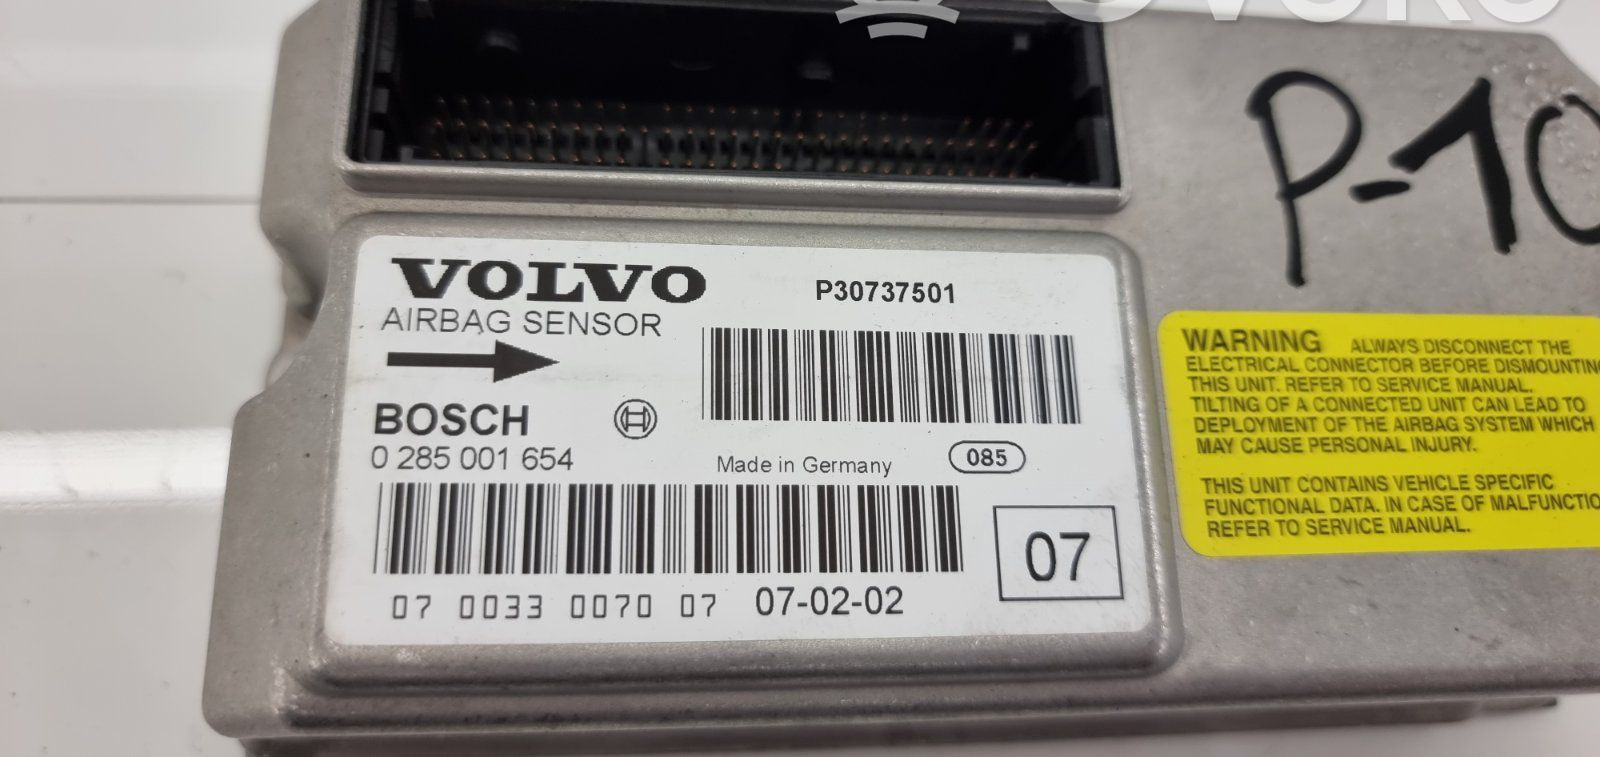 P-10
VOLVO
AIRBAG SENSOR
P30737501
BOSCH
0 285 001 654
Made in Germany
085
07 0033 0070 07 07-02-02
07
WARNING ALWAYS DISCONNECT THE
ELECTRICAL CONNECTOR BEFORE DISMOUNTING
THIS UNIT. REFER TO SERVICE MANUAL.
TILTING OF A CONNECTED UNIT CAN LEAD TO
DEPLOYMENT OF THE AIRBAG SYSTEM WHICH
MAY CAUSE PERSONAL INJURY.
THIS UNIT CONTAINS VEHICLE SPECIFIC
FUNCTIONAL DATA. IN CASE OF MALFUNCTIO
REFER TO SERVICE MANUAL.